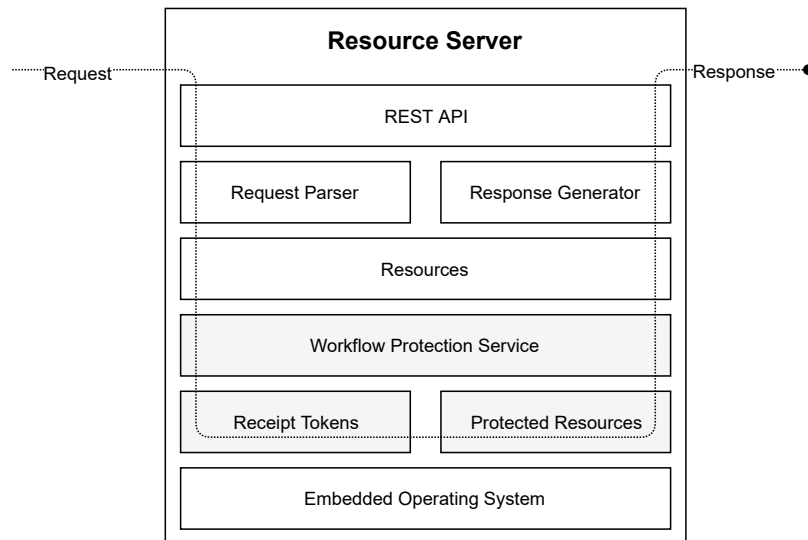 Resource Server
Request
Response
REST API
Request Parser
Response Generator
Resources
Workflow Protection Service
Receipt Tokens
Protected Resources
Embedded Operating System